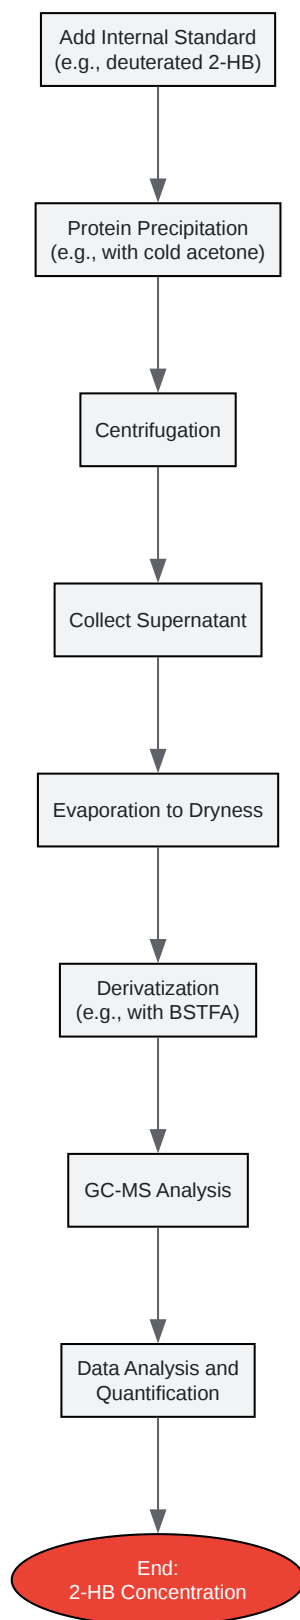 Add Internal Standard
(e.g., deuterated 2-HB)
Protein Precipitation
(e.g., with cold acetone)
Centrifugation
Collect Supernatant
Evaporation to Dryness
Derivatization
(e.g., with BSTFA)
GC-MS Analysis
Data Analysis and
Quantification
End:
2-HB Concentration